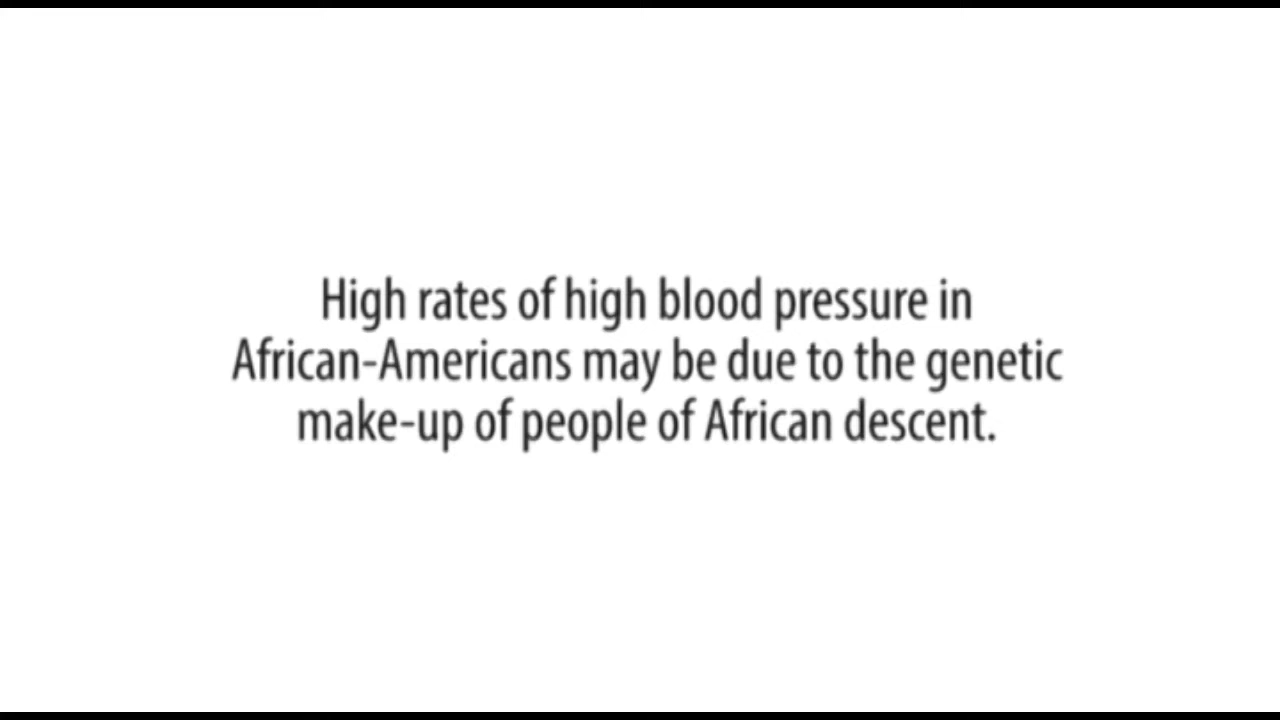 High rates of high blood pressure in
African-Americans may be due to the genetic
make-up of people of African descent.